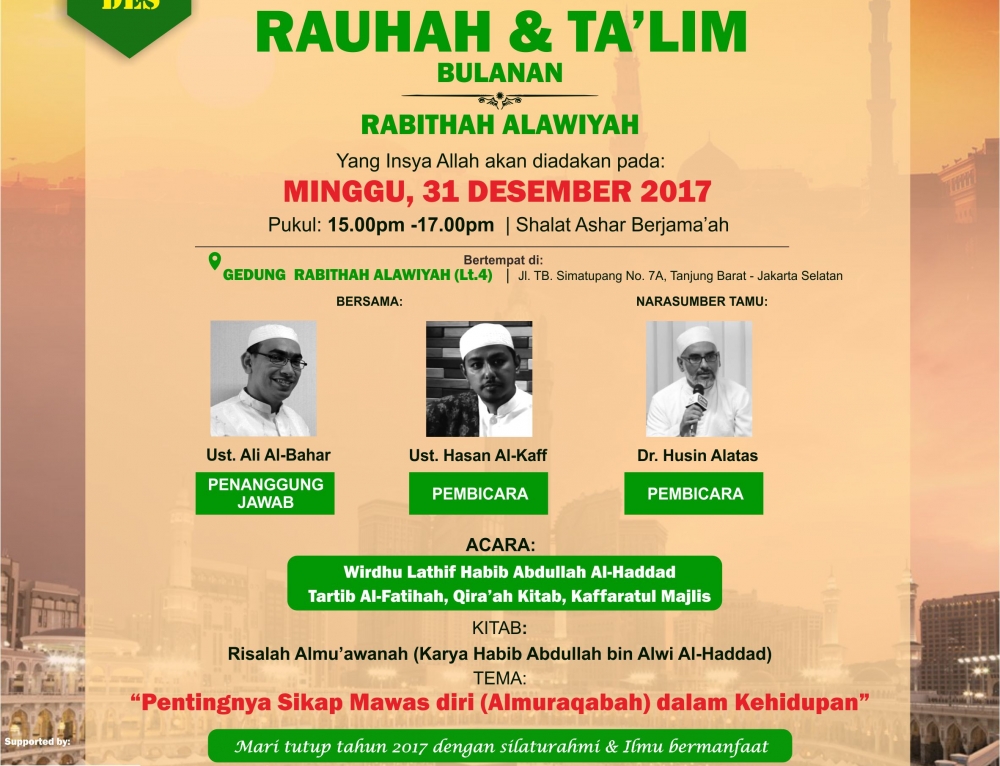 DES
RAUHAH & TA’LIM
BULANAN
RABITHAH ALAWIYAH
Yang Insya Allah akan diadakan pada:
MINGGU, 31 DESEMBER 2017
Pukul: 15.00pm -17.00pm | Shalat Ashar Berjama’ah
Bertempat di:
GEDUNG RABITHAH ALAWIYAH (Lt.4) | Jl. TB. Simatupang No. 7A, Tanjung Barat - Jakarta Selatan
BERSAMA: NARASUMBER TAMU:
Ust. Ali Al-Bahar Ust. Hasan Al-Kaff Dr. Husin Alatas
PENANGGUNG
JAWAB
PEMBICARA PEMBICARA
ACARA:
Wirdhu Lathif Habib Abdullah Al-Haddad
Tartib Al-Fatihah, Qira’ah Kitab, Kaffaratul Majlis
KITAB:
Risalah Almu’awanah (Karya Habib Abdullah bin Alwi Al-Haddad)
TEMA:
“Pentingnya Sikap Mawas diri (Almuraqabah) dalam Kehidupan”
Supported by:
Mari tutup tahun 2017 dengan silaturahmi & Ilmu bermanfaat